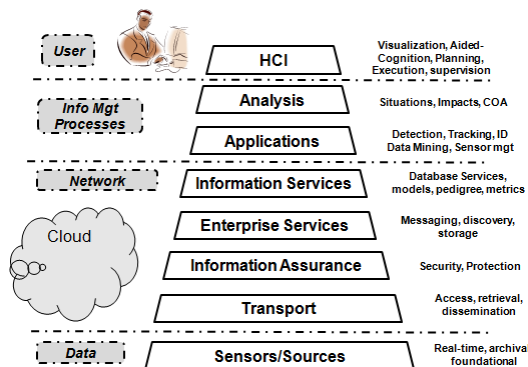 User
HCI
Visualization, Aided-
Cognition, Planning,
Execution, supervision
Info Mgt
Processes
Analysis
Situations, Impacts, COA
Applications
Detection, Tracking, ID
Data Mining, Sensor mgt
Network
Information Services
Database Services,
models, pedigree, metrics
Cloud
Enterprise Services
Messaging, discovery,
storage
Information Assurance
Security, Protection
Transport
Access, retrieval,
dissemination
Data
Sensors/Sources
Real-time, archival
foundational